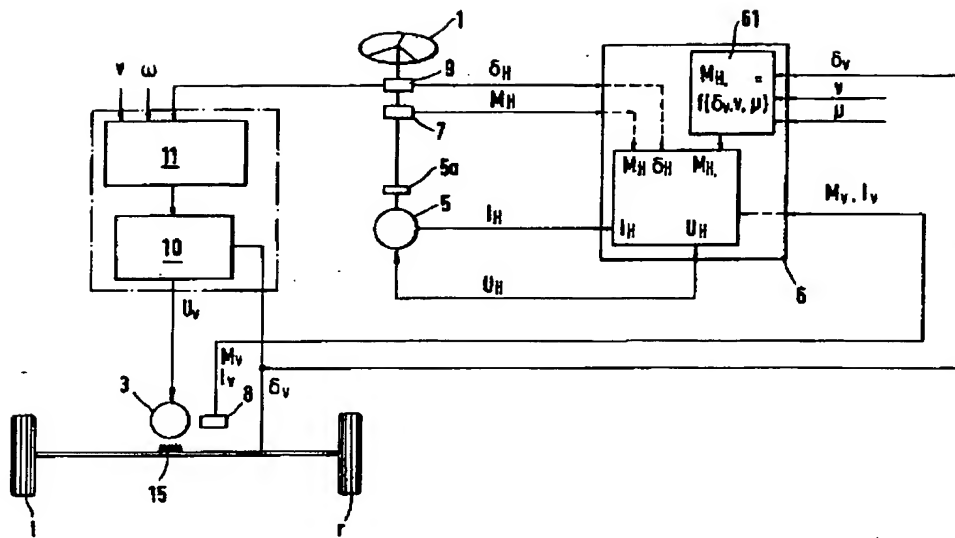 1
61
v ω
9
δH
MH,  =
δv
MH
f{δv,v, μ}
v
7
μ
11
5a
MH δH MH,
Mv, Iv
5
IH
IH UH
10
UH
6
Uv
Mv
Iv
δv
3
8
15
l
r